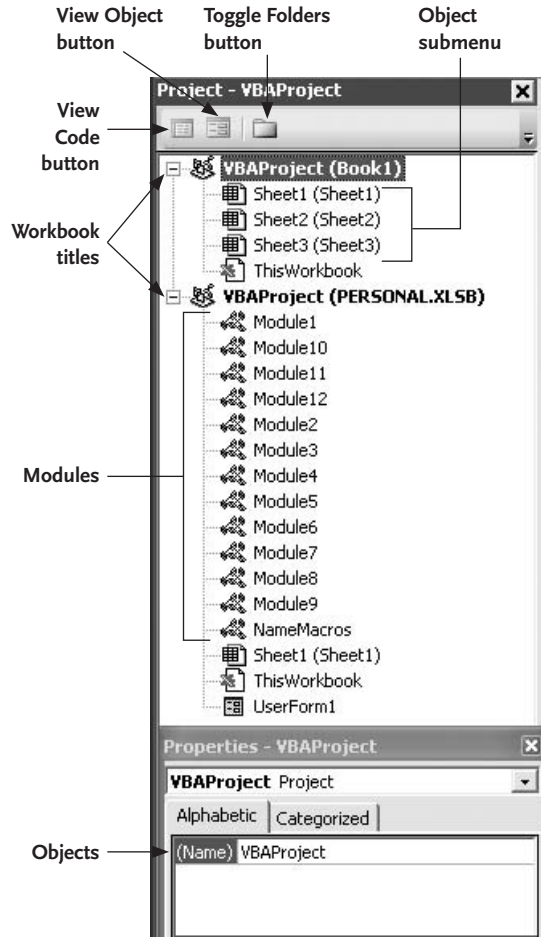 View Object
button
Toggle Folders
button
Object
submenu
Project - VBAProject
View
Code
button
VBAProject (Book1)
Sheet1 (Sheet1)
Sheet2 (Sheet2)
Sheet3 (Sheet3)
Workbook
titles
ThisWorkbook
VBAProject (PERSONAL.XLSB)
Module1
Module10
Module11
Module12
Module2
Module3
Modules
Module4
Module5
Module6
Module7
Module8
Module9
NameMacros
Sheet1 (Sheet1)
ThisWorkbook
UserForm1
Properties - VBAProject
VBAProject Project
Alphabetic Categorized
Objects
(Name) VBAProject